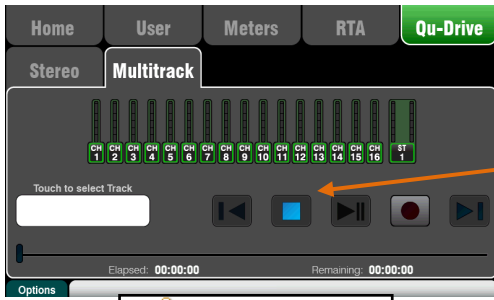 Home User Meters RTA Qu-Drive
Stereo Multitrack
CH 1 CH 2 CH 3 CH 4 CH 5 CH 6 CH 7 CH 8 CH 9 CH 10 CH 11 CH 12 CH 13 CH 14 CH 15 CH 16 ST 1
Touch to select Track
Elapsed: 00:00:00 Remaining: 00:00:00
Options